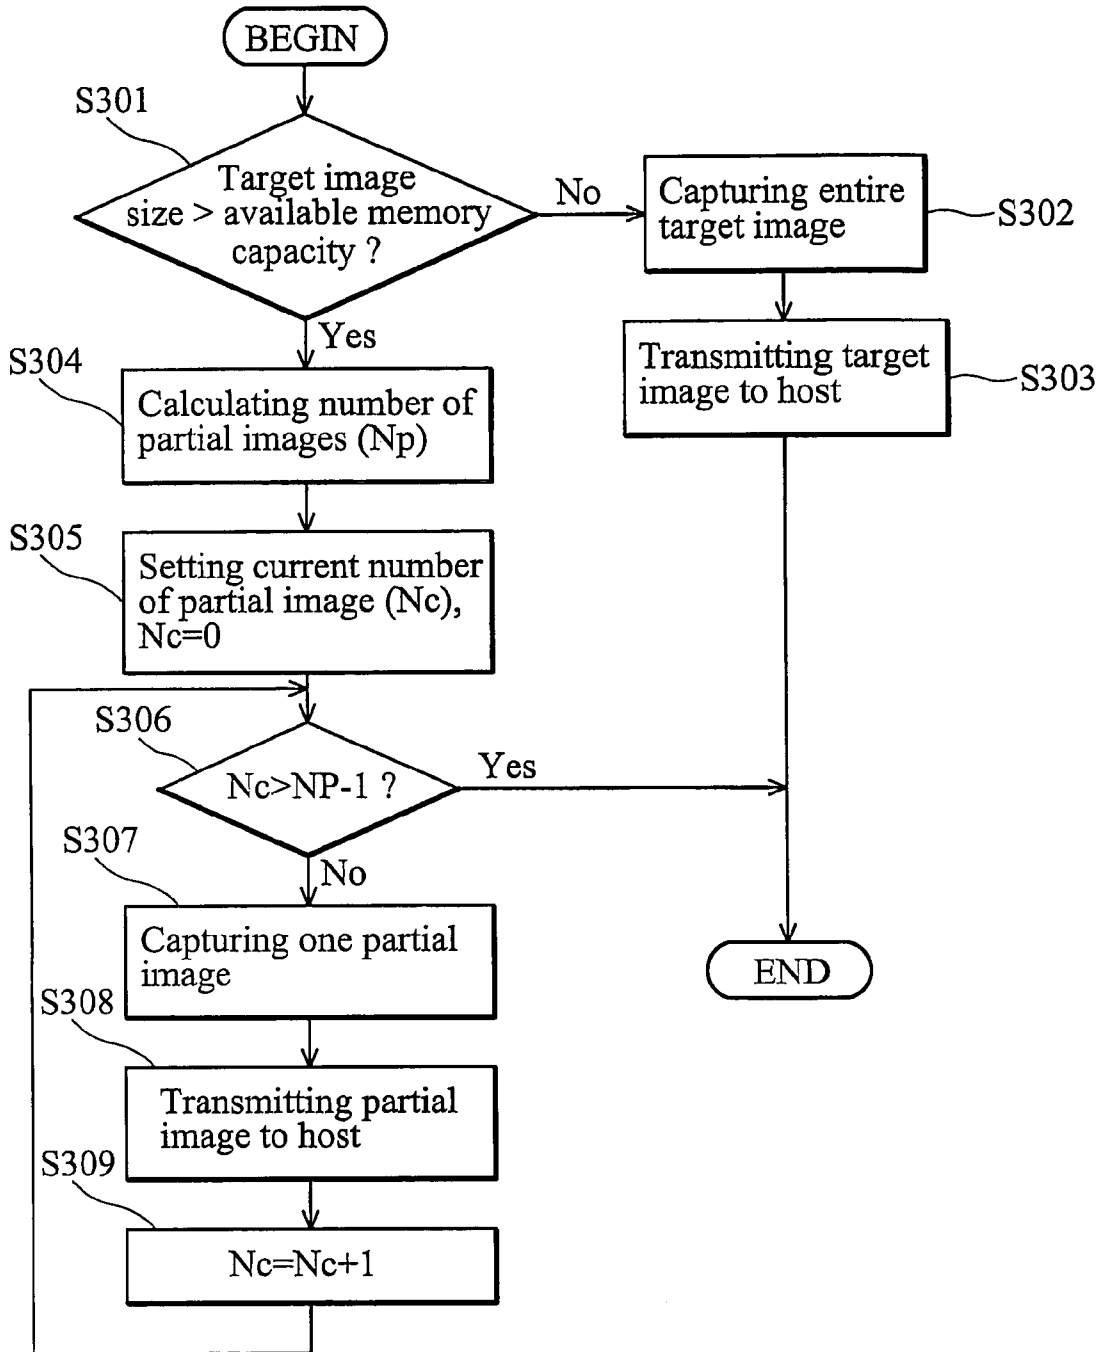 BEGIN
S301
Target image
size > available memory
capacity ?
No
Capturing entire
target image
S302
Yes
Transmitting target
image to host
S303
S304
Calculating number of
partial images (Np)
S305
Setting current number
of partial image (Nc),
Nc=0
S306
Nc>NP-1 ?
Yes
S307
No
Capturing one partial
image
END
S308
Transmitting partial
image to host
S309
Nc=Nc+1